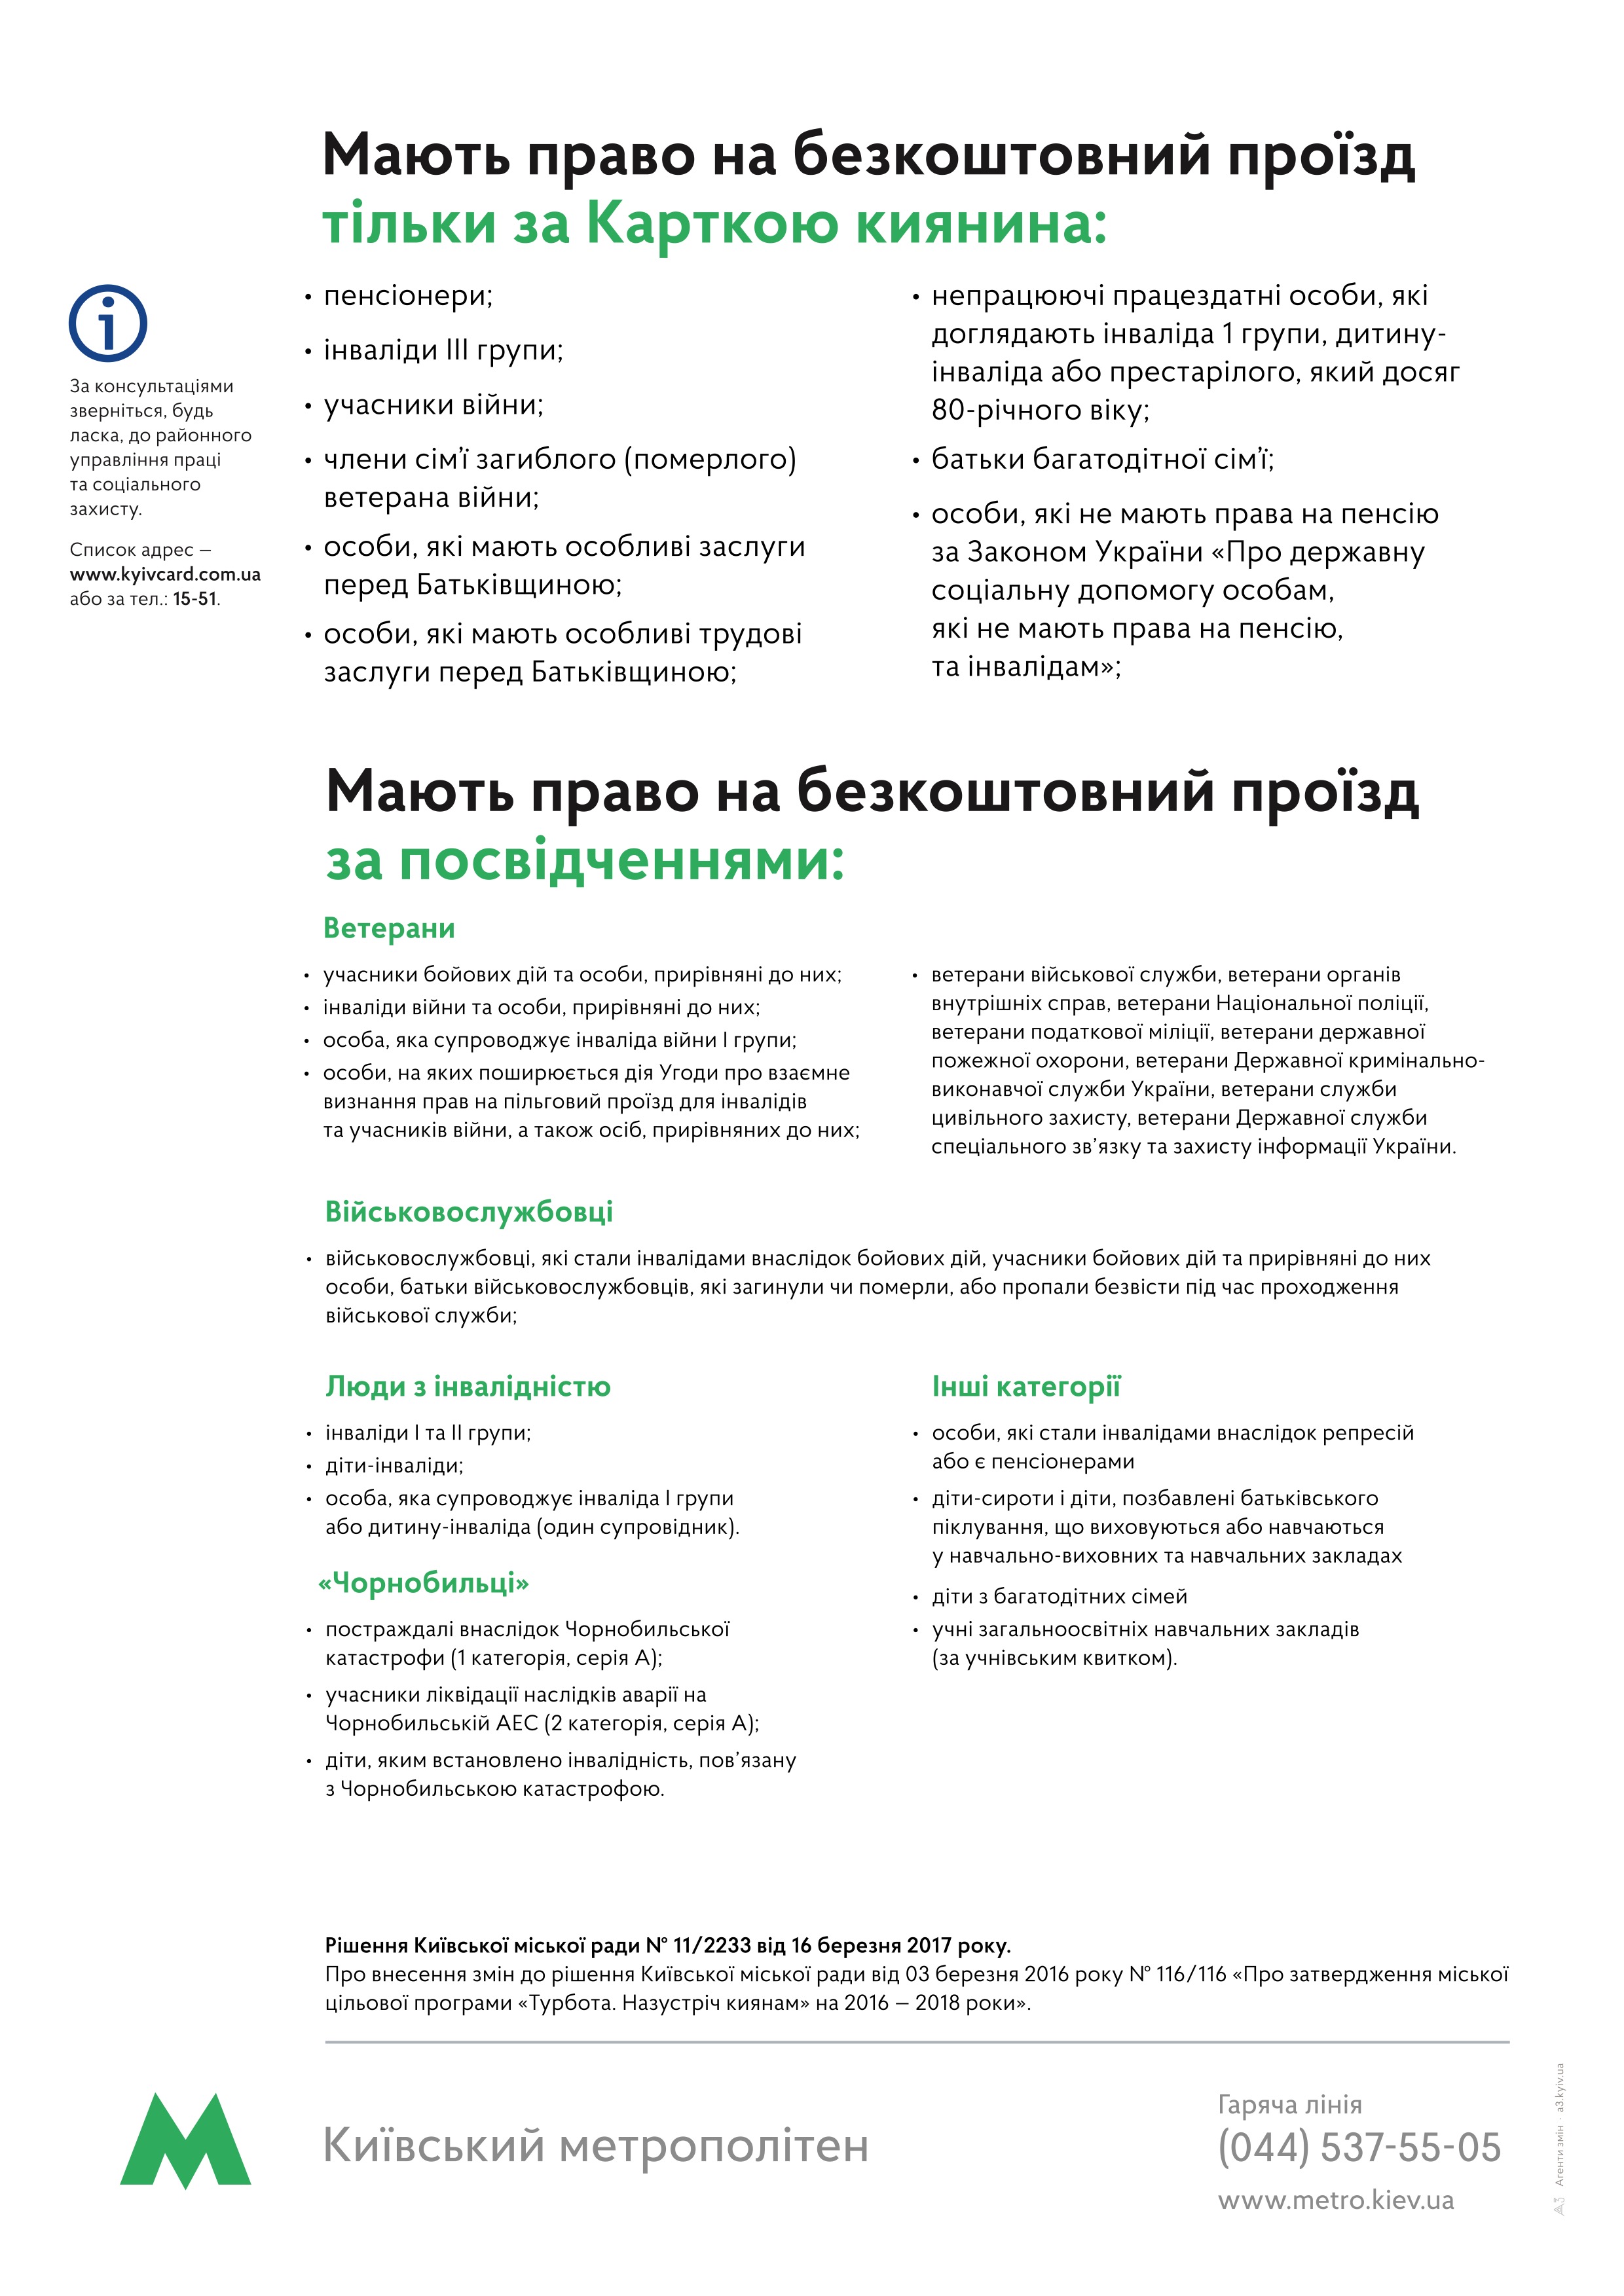 Мають право на безкоштовний проїзд
тільки за Карткою киянина:
За консультаціями
зверніться, будь
ласка, до районного
управління праці
та соціального
захисту.
Список адрес —
www.kyivcard.com.ua
або за тел.: 15-51.
• пенсіонери;
• інваліди III групи;
• учасники війни;
• члени сім’ї загиблого (померлого)
ветерана війни;
• особи, які мають особливі заслуги
перед Батьківщиною;
• особи, які мають особливі трудові
заслуги перед Батьківщиною;
• непрацюючі працездатні особи, які
доглядають інваліда 1 групи, дитину-
інваліда або престарілого, який досяг
80-річного віку;
• батьки багатодітної сім’ї;
• особи, які не мають права на пенсію
за Законом України «Про державну
соціальну допомогу особам,
які не мають права на пенсію,
та інвалідам»;
Мають право на безкоштовний проїзд
за посвідченнями:
Ветерани
• учасники бойових дій та особи, прирівняні до них;
• інваліди війни та особи, прирівняні до них;
• особа, яка супроводжує інваліда війни I групи;
• особи, на яких поширюється дія Угоди про взаємне
визнання прав на пільговий проїзд для інвалідів
та учасників війни, а також осіб, прирівняних до них;
• ветерани військової служби, ветерани органів
внутрішніх справ, ветерани Національної поліції,
ветерани податкової міліції, ветерани державної
пожежної охорони, ветерани Державної кримінально-
виконавчої служби України, ветерани служби
цивільного захисту, ветерани Державної служби
спеціального зв’язку та захисту інформації України.
Військовослужбовці
• військовослужбовці, які стали інвалідами внаслідок бойових дій, учасники бойових дій та прирівняні до них
особи, батьки військовослужбовців, які загинули чи померли, або пропали безвісти під час проходження
військової служби;
Люди з інвалідністю
• інваліди I та II групи;
• діти-інваліди;
• особа, яка супроводжує інваліда I групи
або дитину-інваліда (один супровідник).
«Чорнобильці»
• постраждалі внаслідок Чорнобильської
катастрофи (1 категорія, серія А);
• учасники ліквідації наслідків аварії на
Чорнобильській АЕС (2 категорія, серія А);
• діти, яким встановлено інвалідність, пов’язану
з Чорнобильською катастрофою.
Інші категорії
• особи, які стали інвалідами внаслідок репресій
або є пенсіонерами
• діти-сироти і діти, позбавлені батьківського
піклування, що виховуються або навчаються
у навчально-виховних та навчальних закладах
• діти з багатодітних сімей
• учні загальноосвітніх навчальних закладів
(за учнівським квитком).
Рішення Київської міської ради № 11/2233 від 16 березня 2017 року.
Про внесення змін до рішення Київської міської ради від 03 березня 2016 року № 116/116 «Про затвердження міської
цільової програми «Турбота. Назустріч киянам» на 2016 — 2018 роки».
Київський метрополітен
Гаряча лінія
(044) 537-55-05
www.metro.kiev.ua
А3 Агенти змін · a3.kyiv.ua